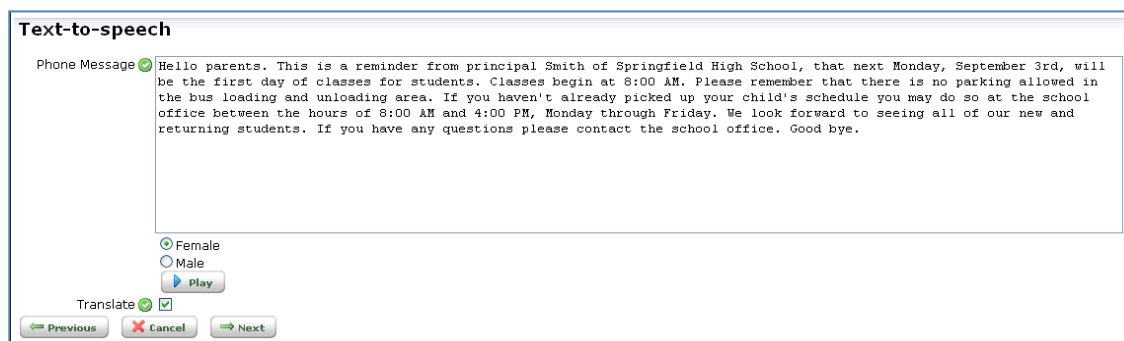 Text-to-speech
Phone Message
Hello parents. This is a reminder from principal Smith of Springfield High School, that next Monday, September 3rd, will
be the first day of classes for students. Classes begin at 8:00 AM. Please remember that there is no parking allowed in
the bus loading and unloading area. If you haven't already picked up your child's schedule you may do so at the school
office between the hours of 8:00 AM and 4:00 PM, Monday through Friday. We look forward to seeing all of our new and
returning students. If you have any questions please contact the school office. Good bye.
Female
Male
Play
Translate
Previous Cancel Next